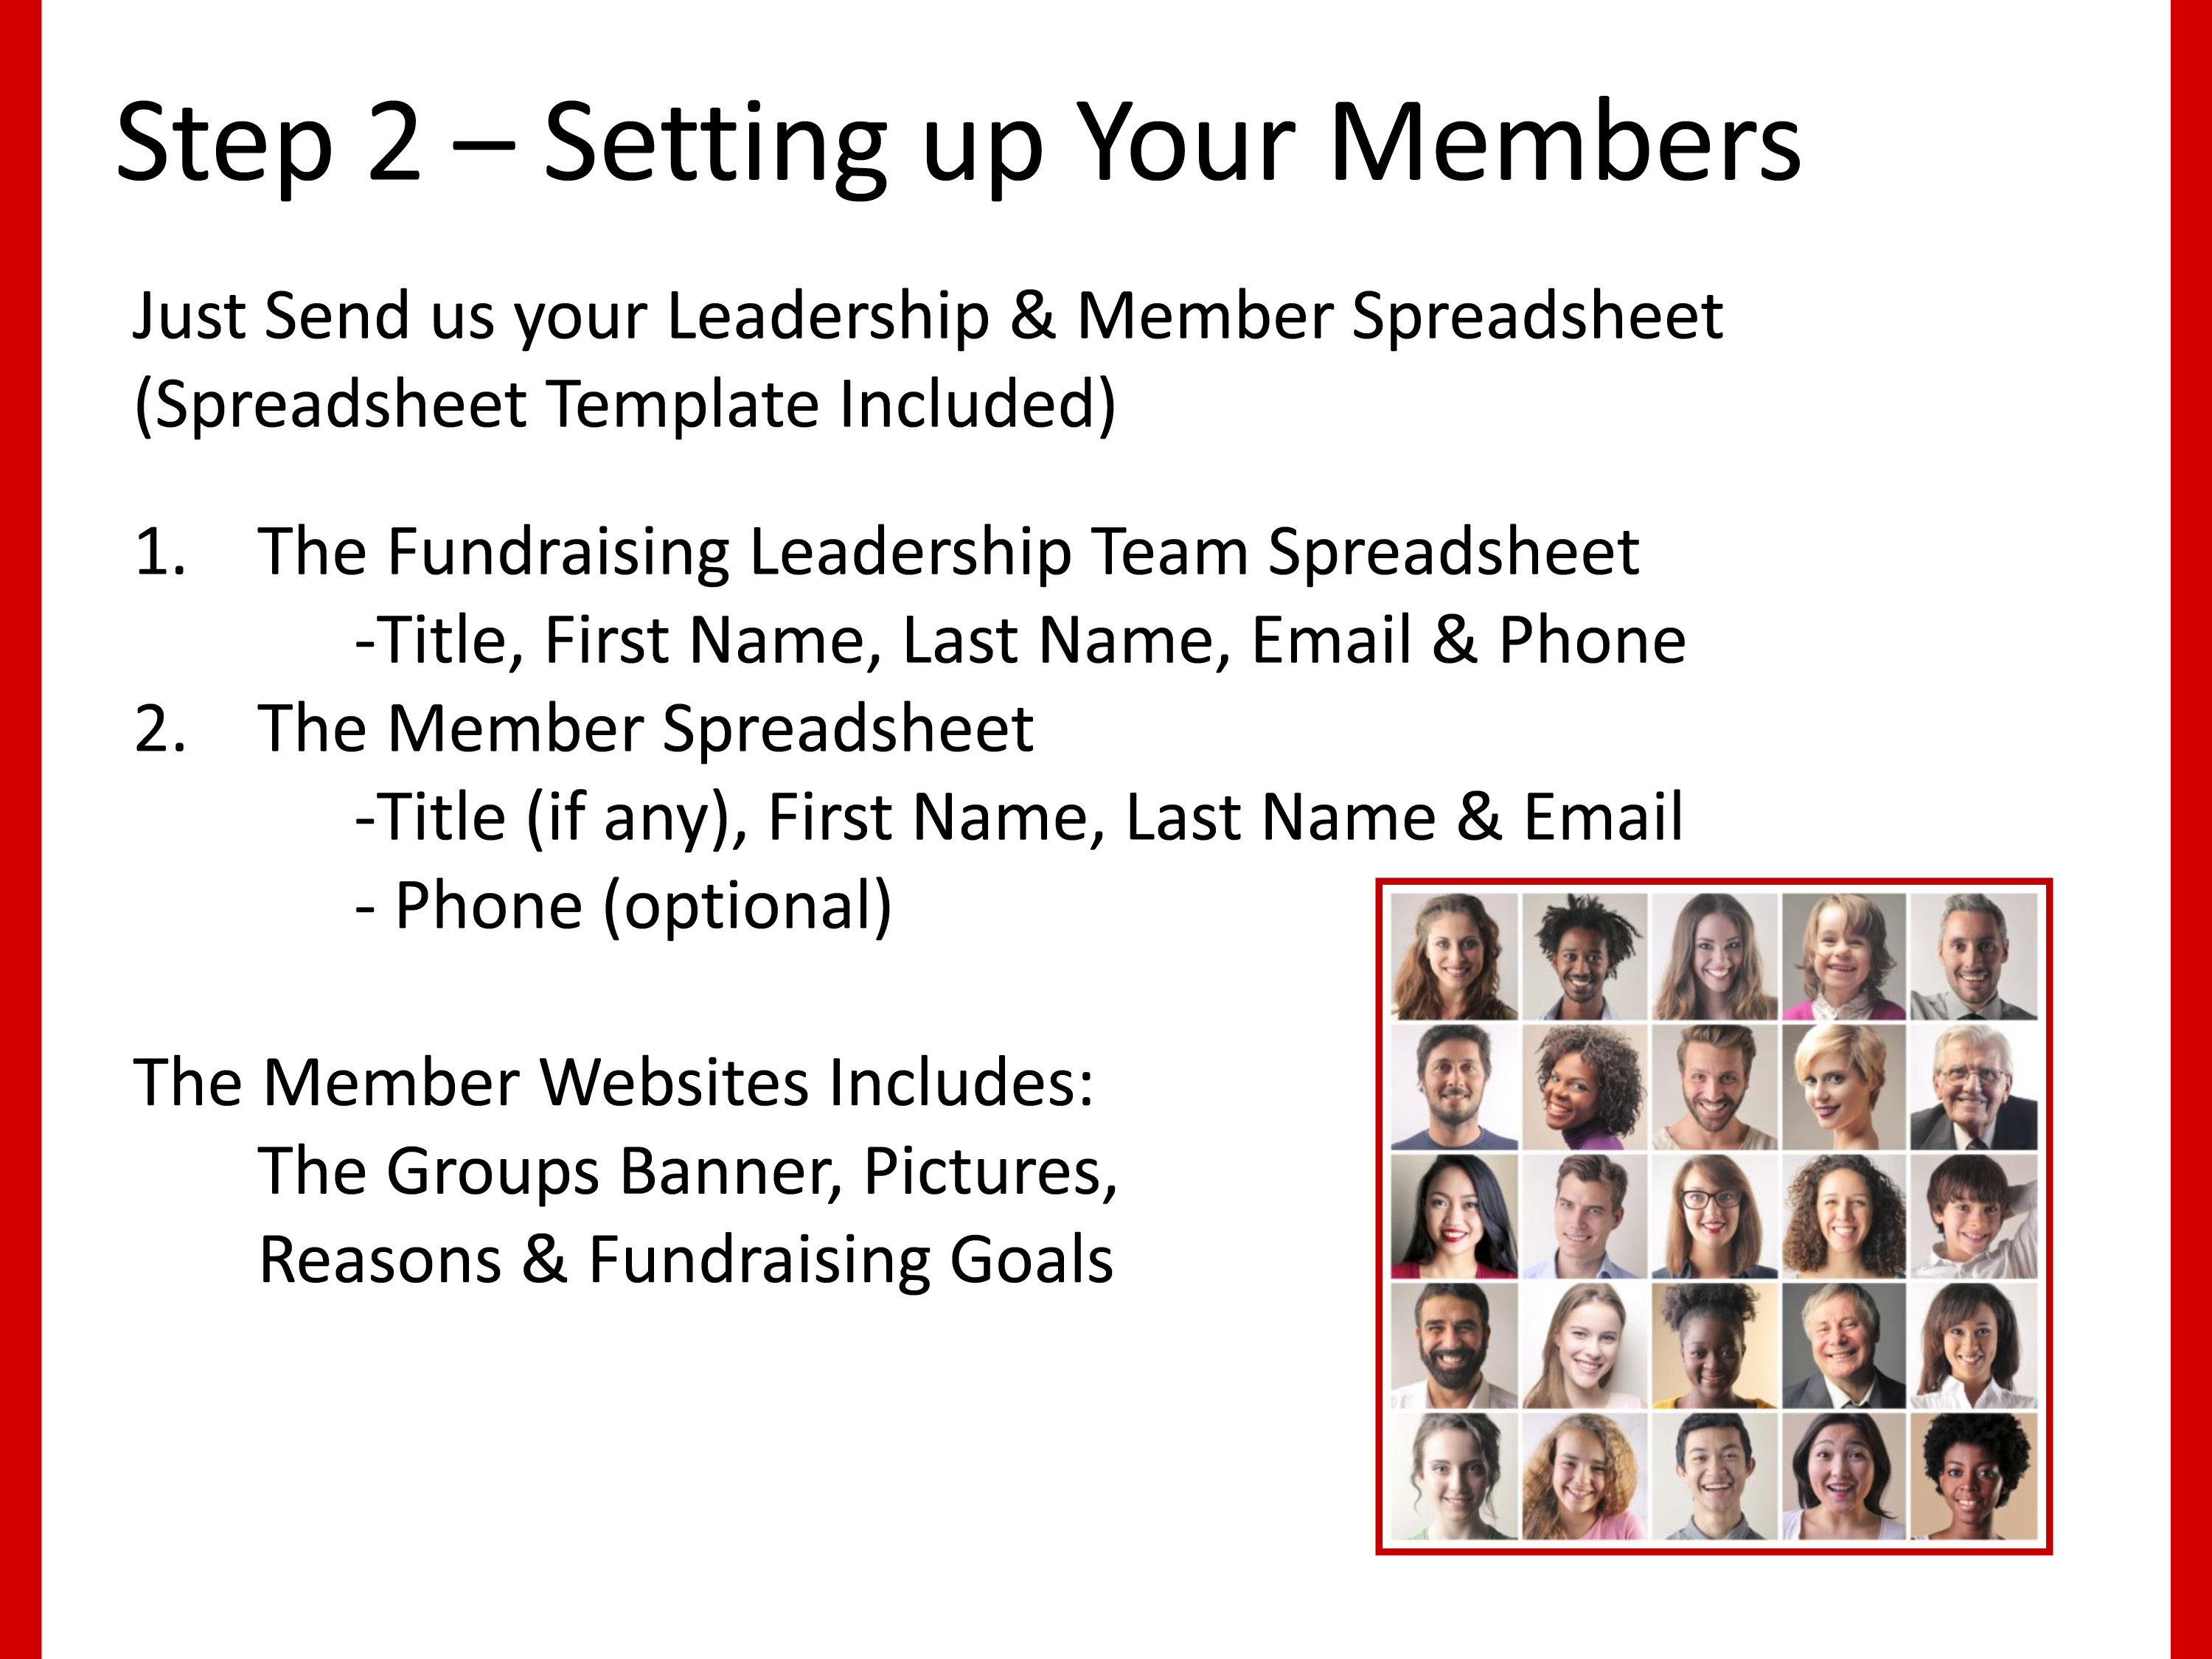 Step 2 – Setting up Your Members
Just Send us your Leadership & Member Spreadsheet
(Spreadsheet Template Included)
1. The Fundraising Leadership Team Spreadsheet
-Title, First Name, Last Name, Email & Phone
2. The Member Spreadsheet
-Title (if any), First Name, Last Name & Email
- Phone (optional)
The Member Websites Includes:
The Groups Banner, Pictures,
Reasons & Fundraising Goals